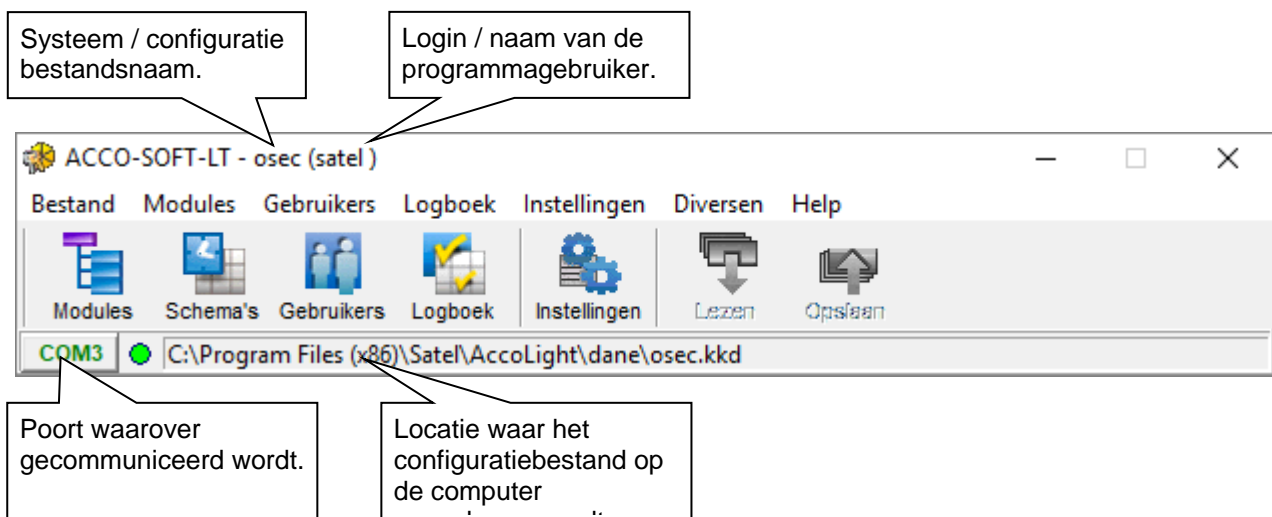 Systeem / configuratie
bestandsnaam.
Login / naam van de
programmagebruiker.
ACCO-SOFT-LT - osec (satel )
Bestand Modules Gebruikers Logboek Instellingen Diversen Help
Modules Schema's Gebruikers Logboek Instellingen Lezen Opslaan
COM3 C:\Program Files (x86)\Satel\AccoLight\dane\osec.kkd
Poort waarover
gecommuniceerd wordt.
Locatie waar het
configuratiebestand op
de computer